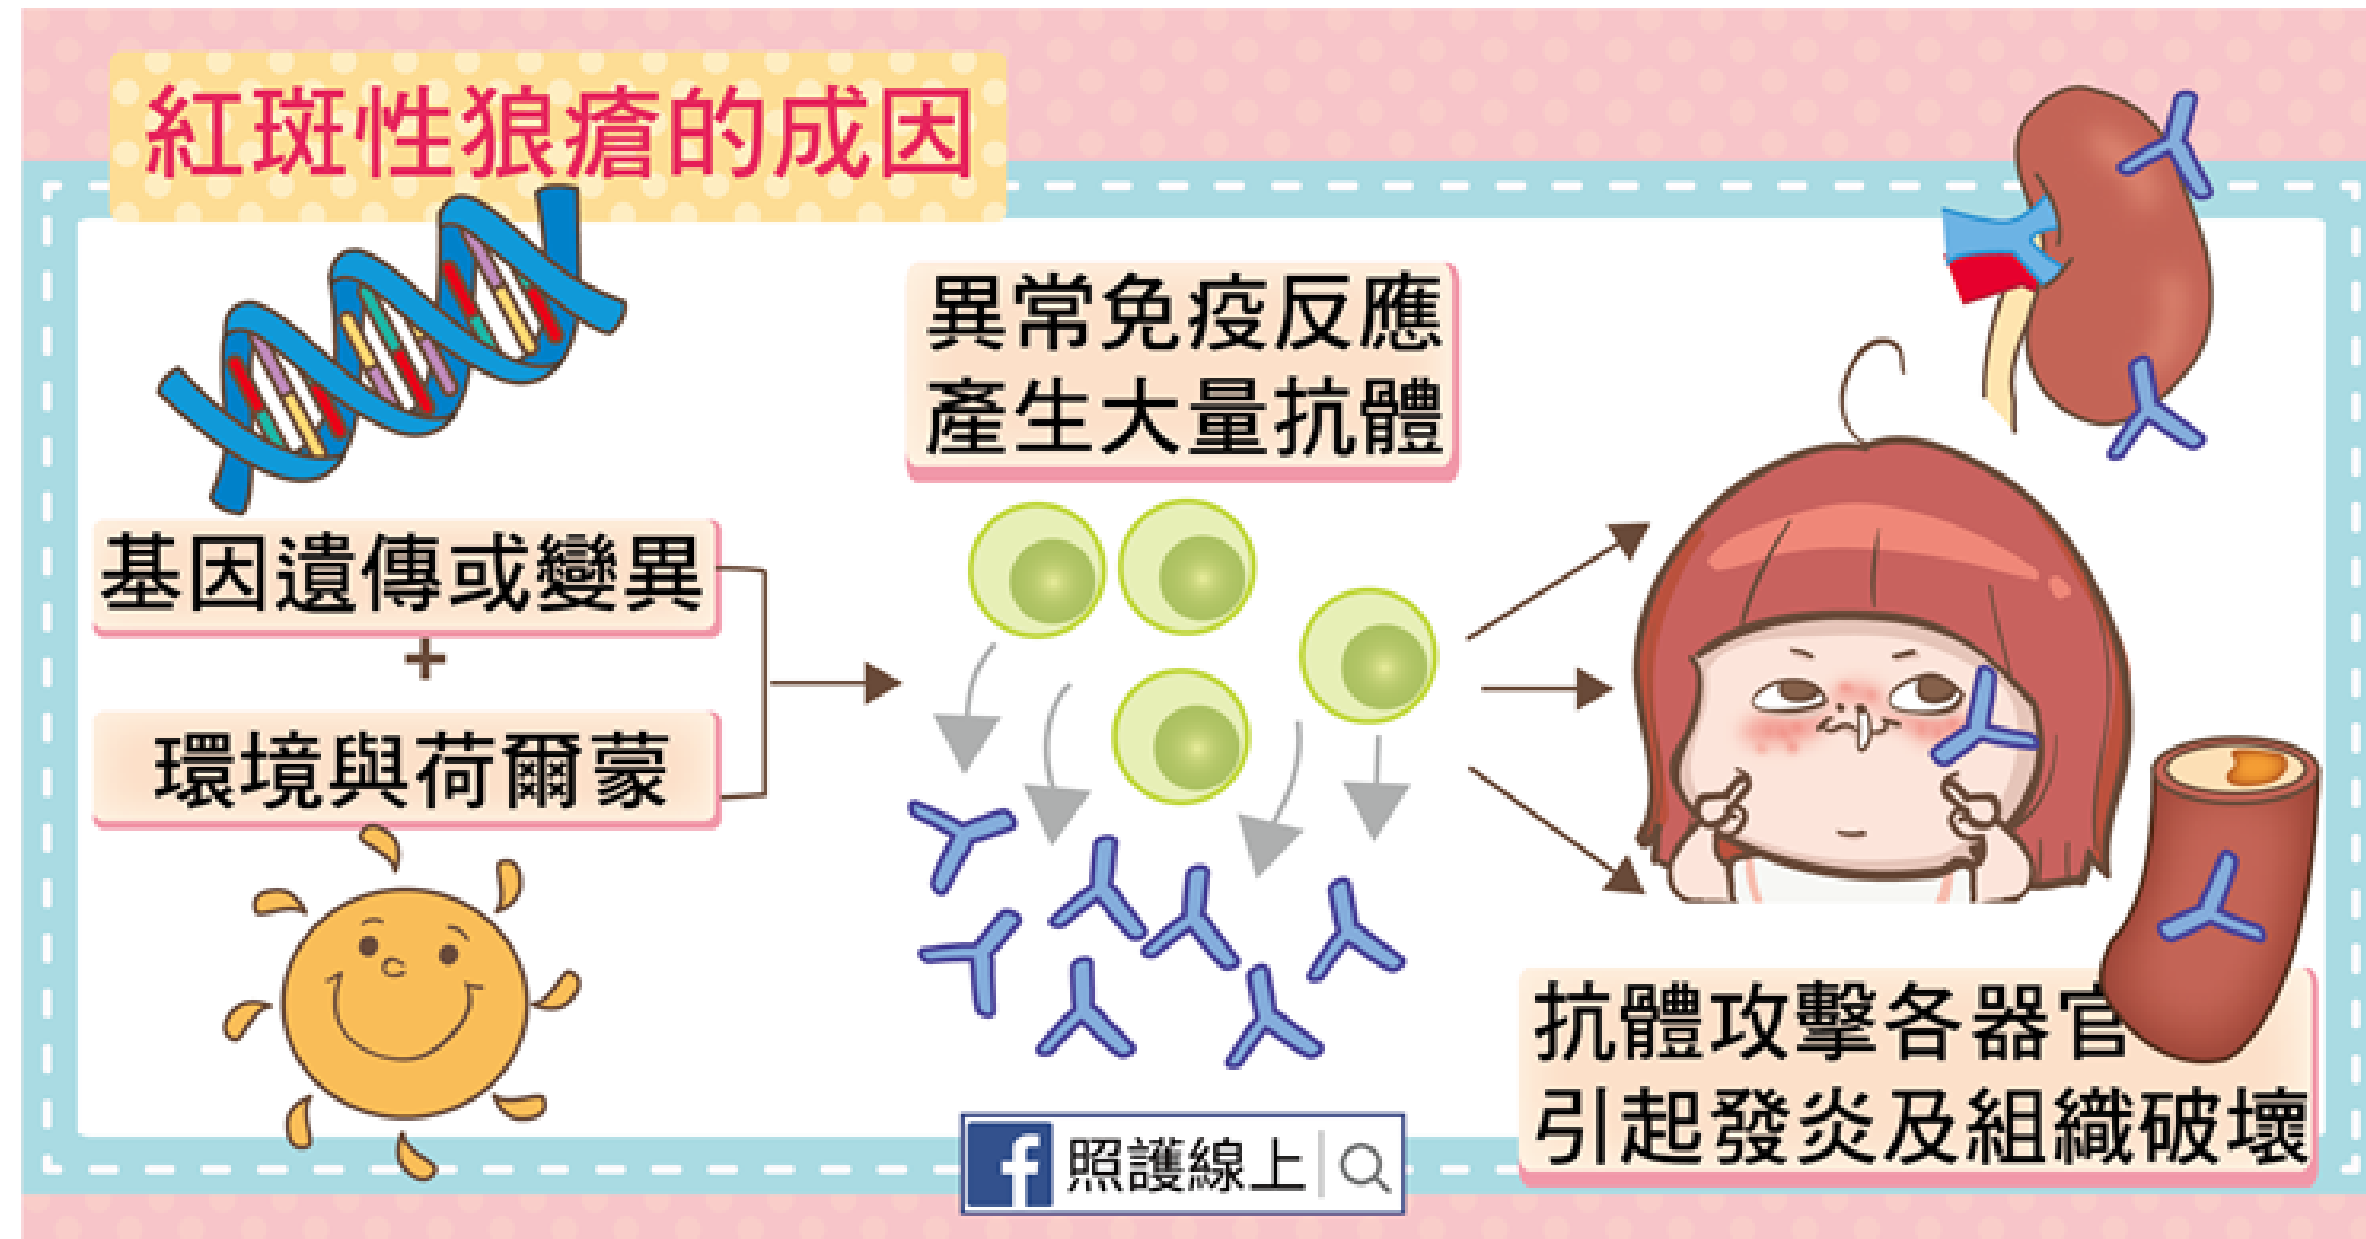 紅斑性狼瘡的成因
基因遺傳或變異
+
環境與荷爾蒙
異常免疫反應
產生大量抗體
抗體攻擊各器官
引起發炎及組織破壞
f 照護線上